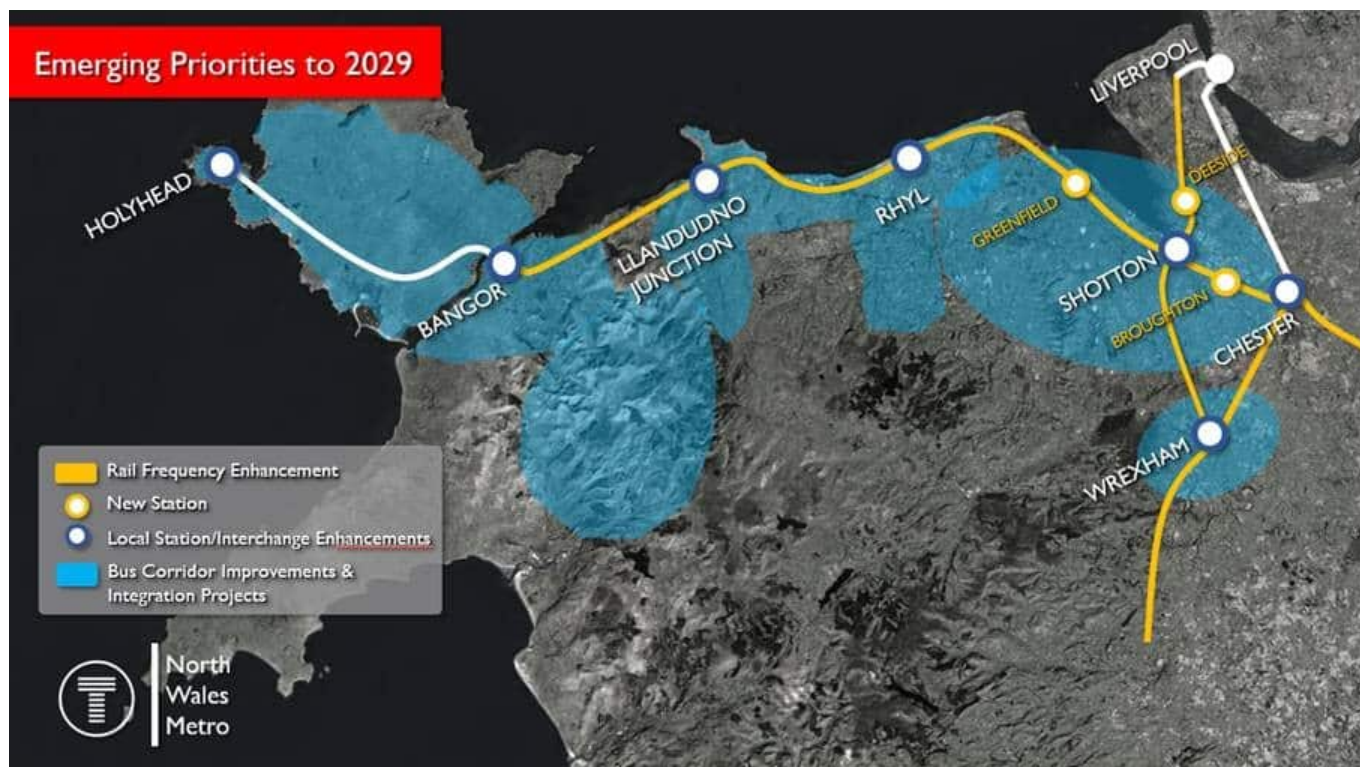 Emerging Priorities to 2029
LIVERPOOL
HOLYHEAD
DEESIDE
RHYL
GREENFIELD
LLANDUDNO
JUNCTION
BANGOR
SHOTTON
BROUGHTON
CHESTER
WREXHAM
Rail Frequency Enhancement
New Station
Local Station/Interchange Enhancements
Bus Corridor Improvements &
Integration Projects
T
North
Wales
Metro